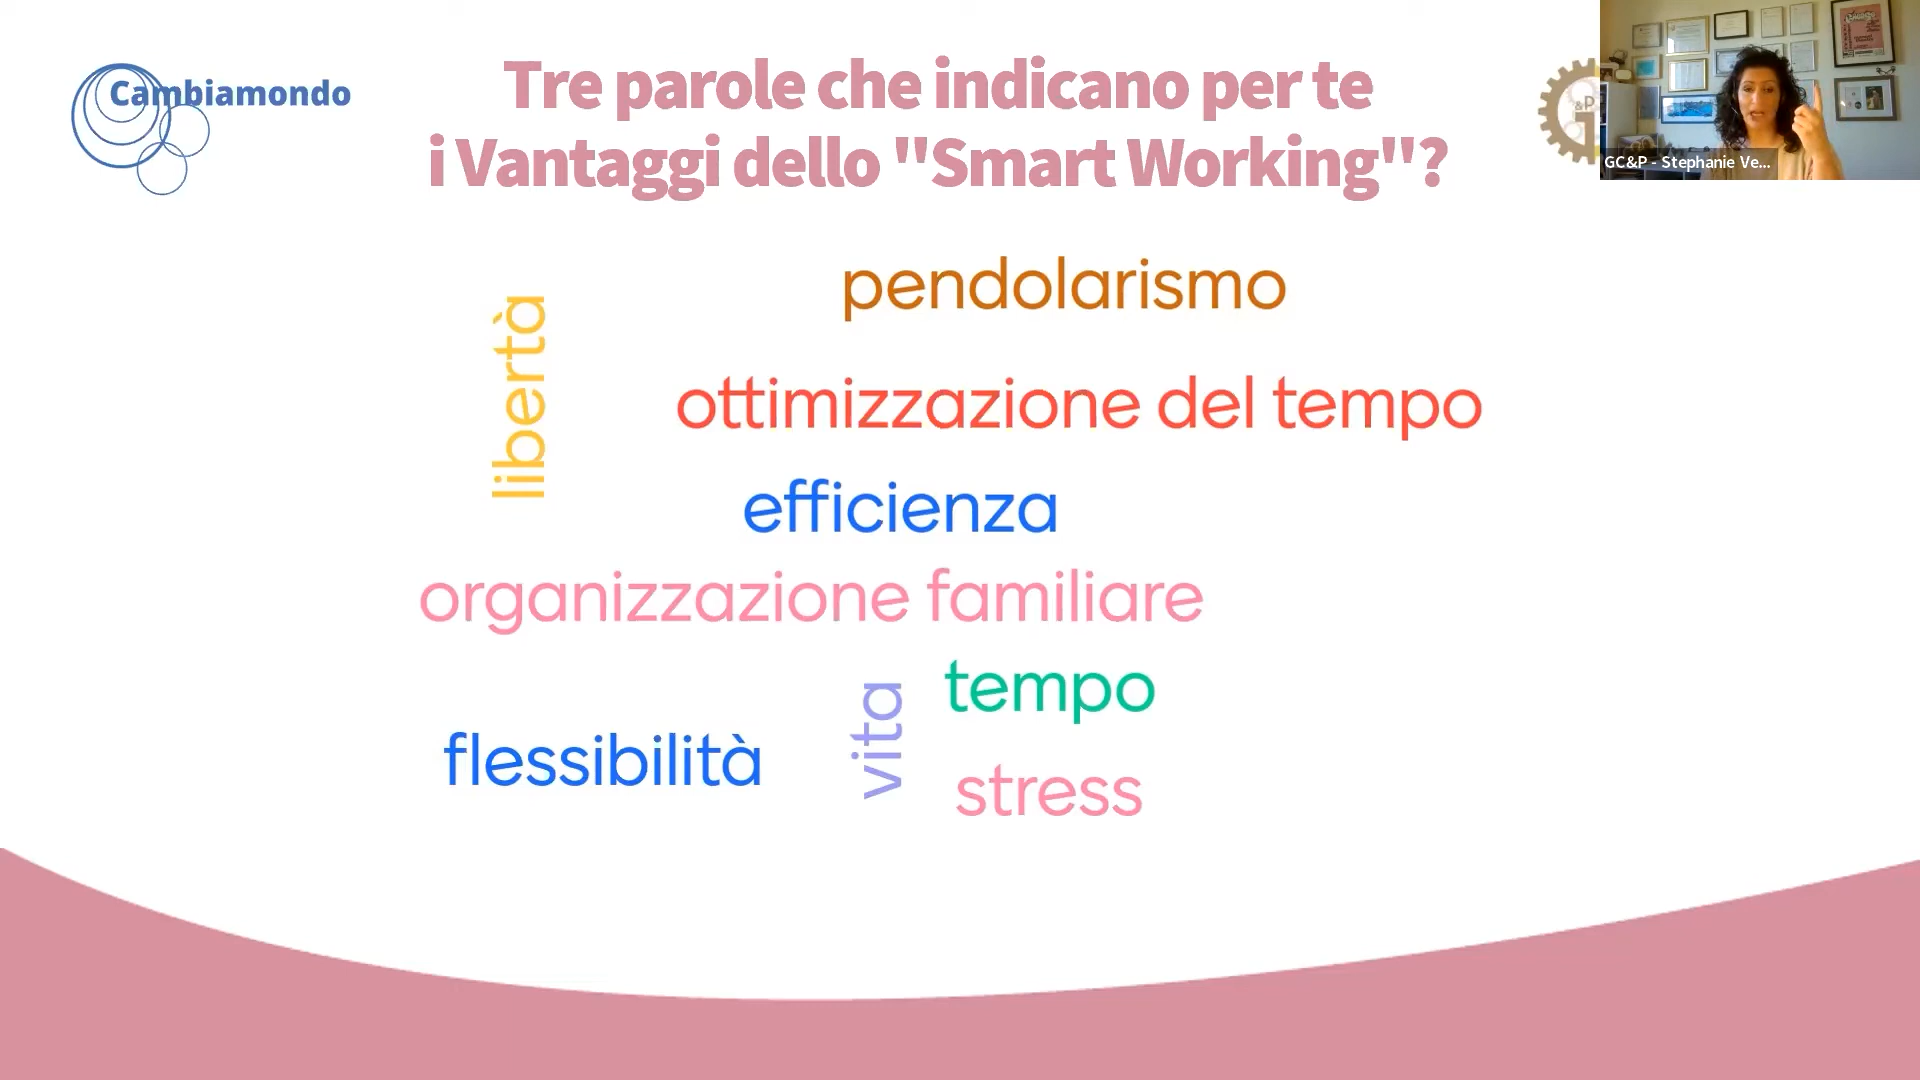 Cambiamondo
Tre parole che indicano per te
i Vantaggi dello "Smart Working"?
&P
GC&P - Stephanie Ve...
pendolarismo
libertà
ottimizzazione del tempo
efficienza
organizzazione familiare
tempo
vita
flessibilità
stress